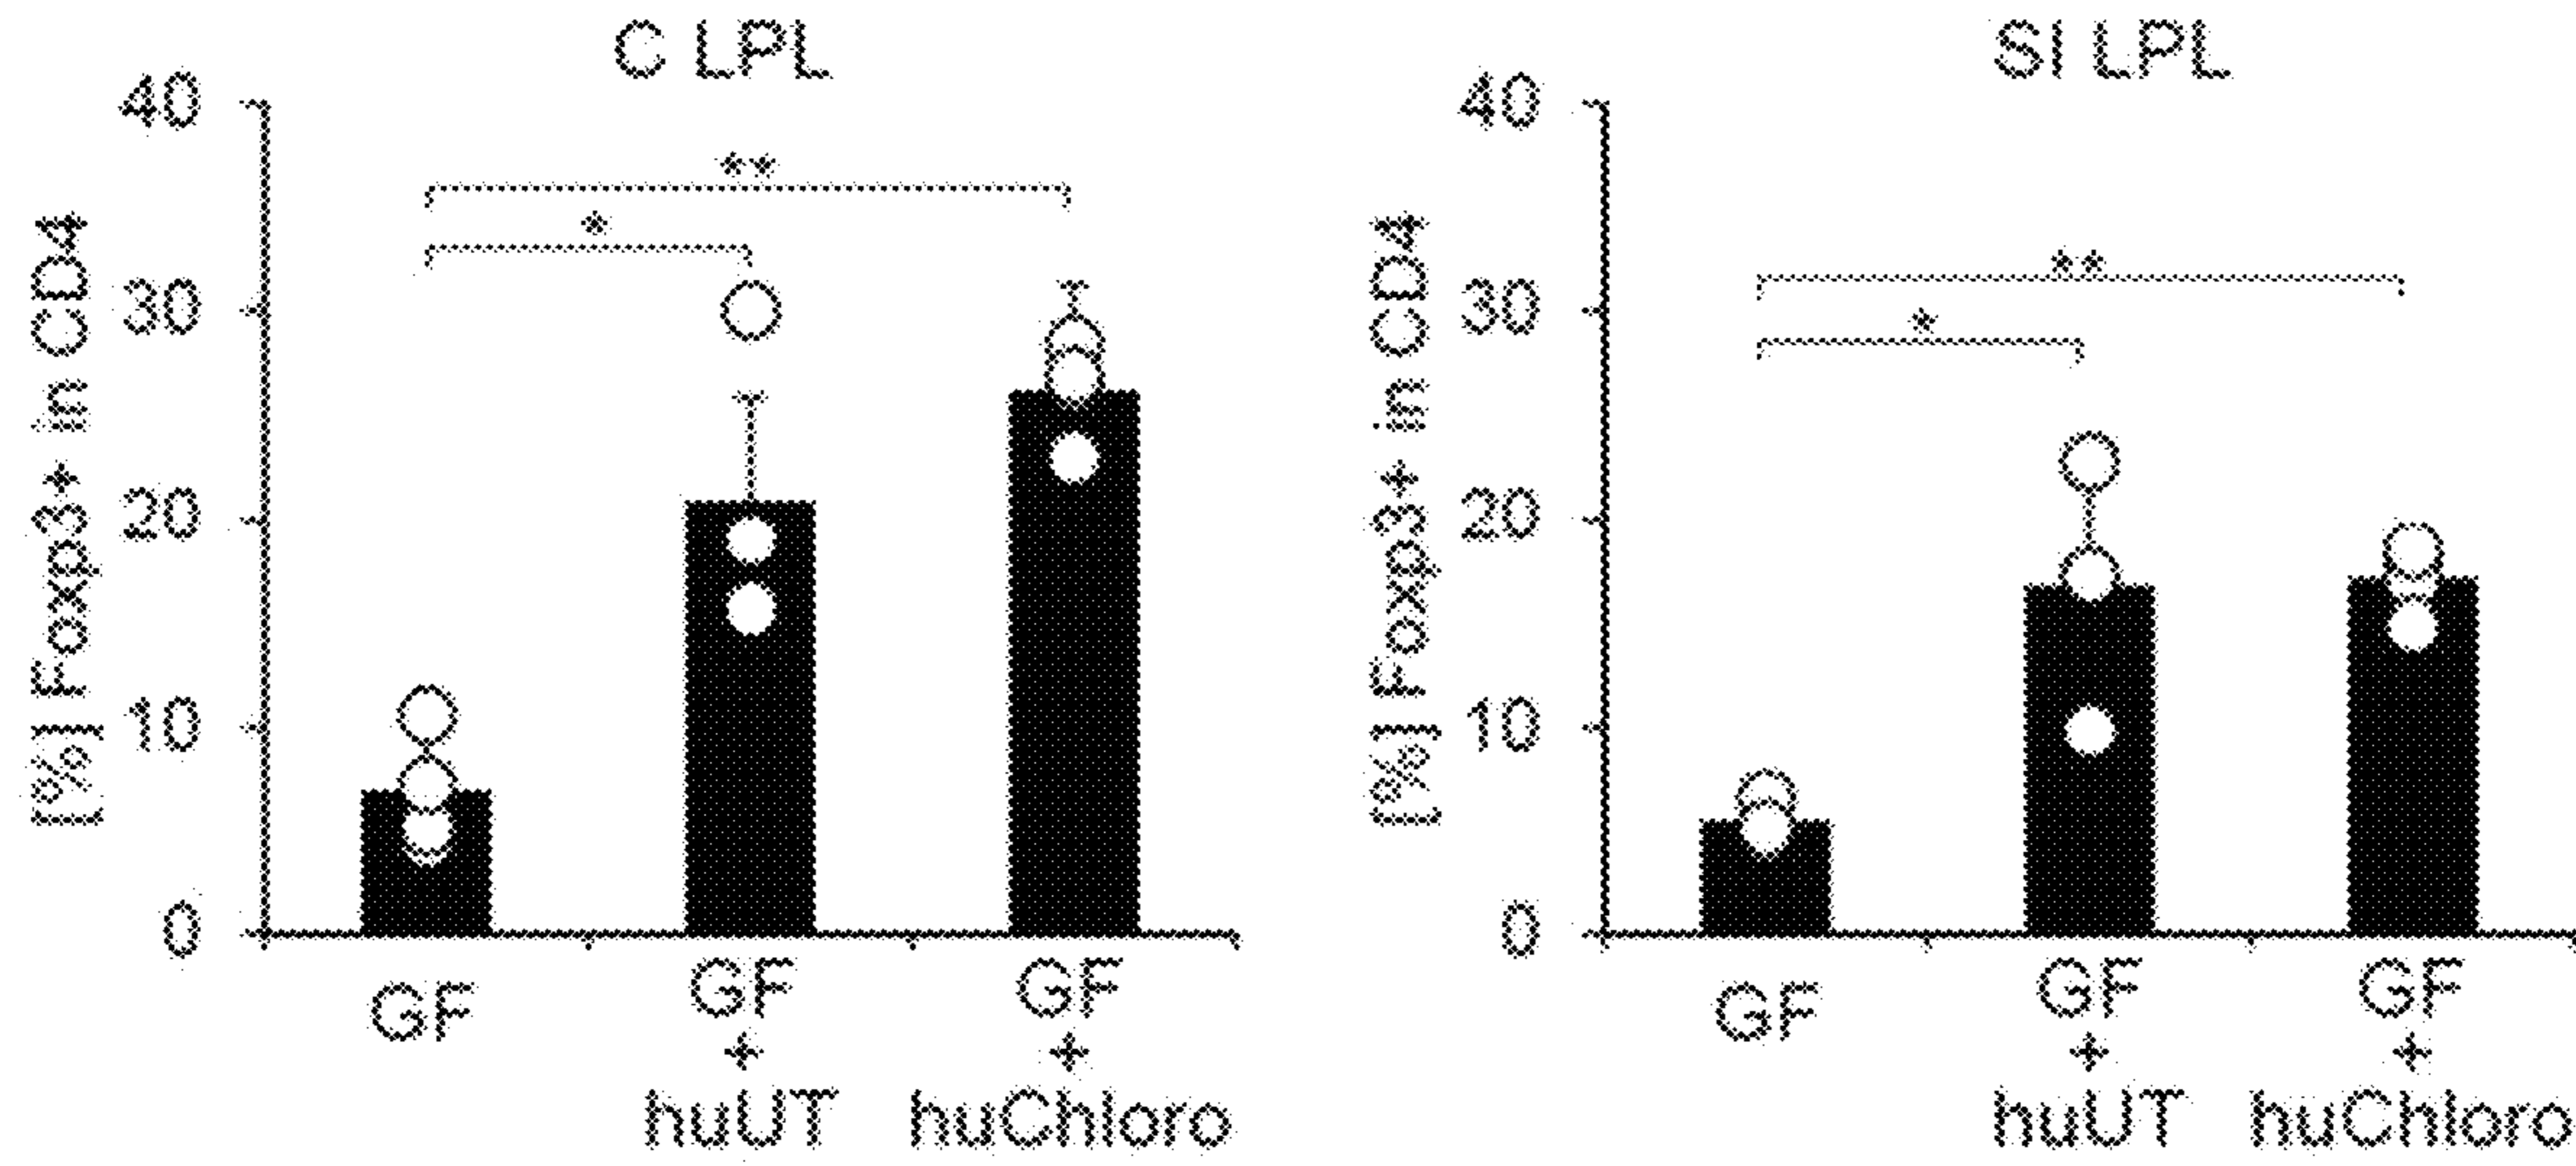 C LPL
[%] Foxp3+ in CD4
40
30
20
10
0
**
*
GF
GF
+
huUT
GF
+
huChloro
SI LPL
[%] Foxp3+ in CD4
40
30
20
10
0
**
*
GF
GF
+
huUT
GF
+
huChloro